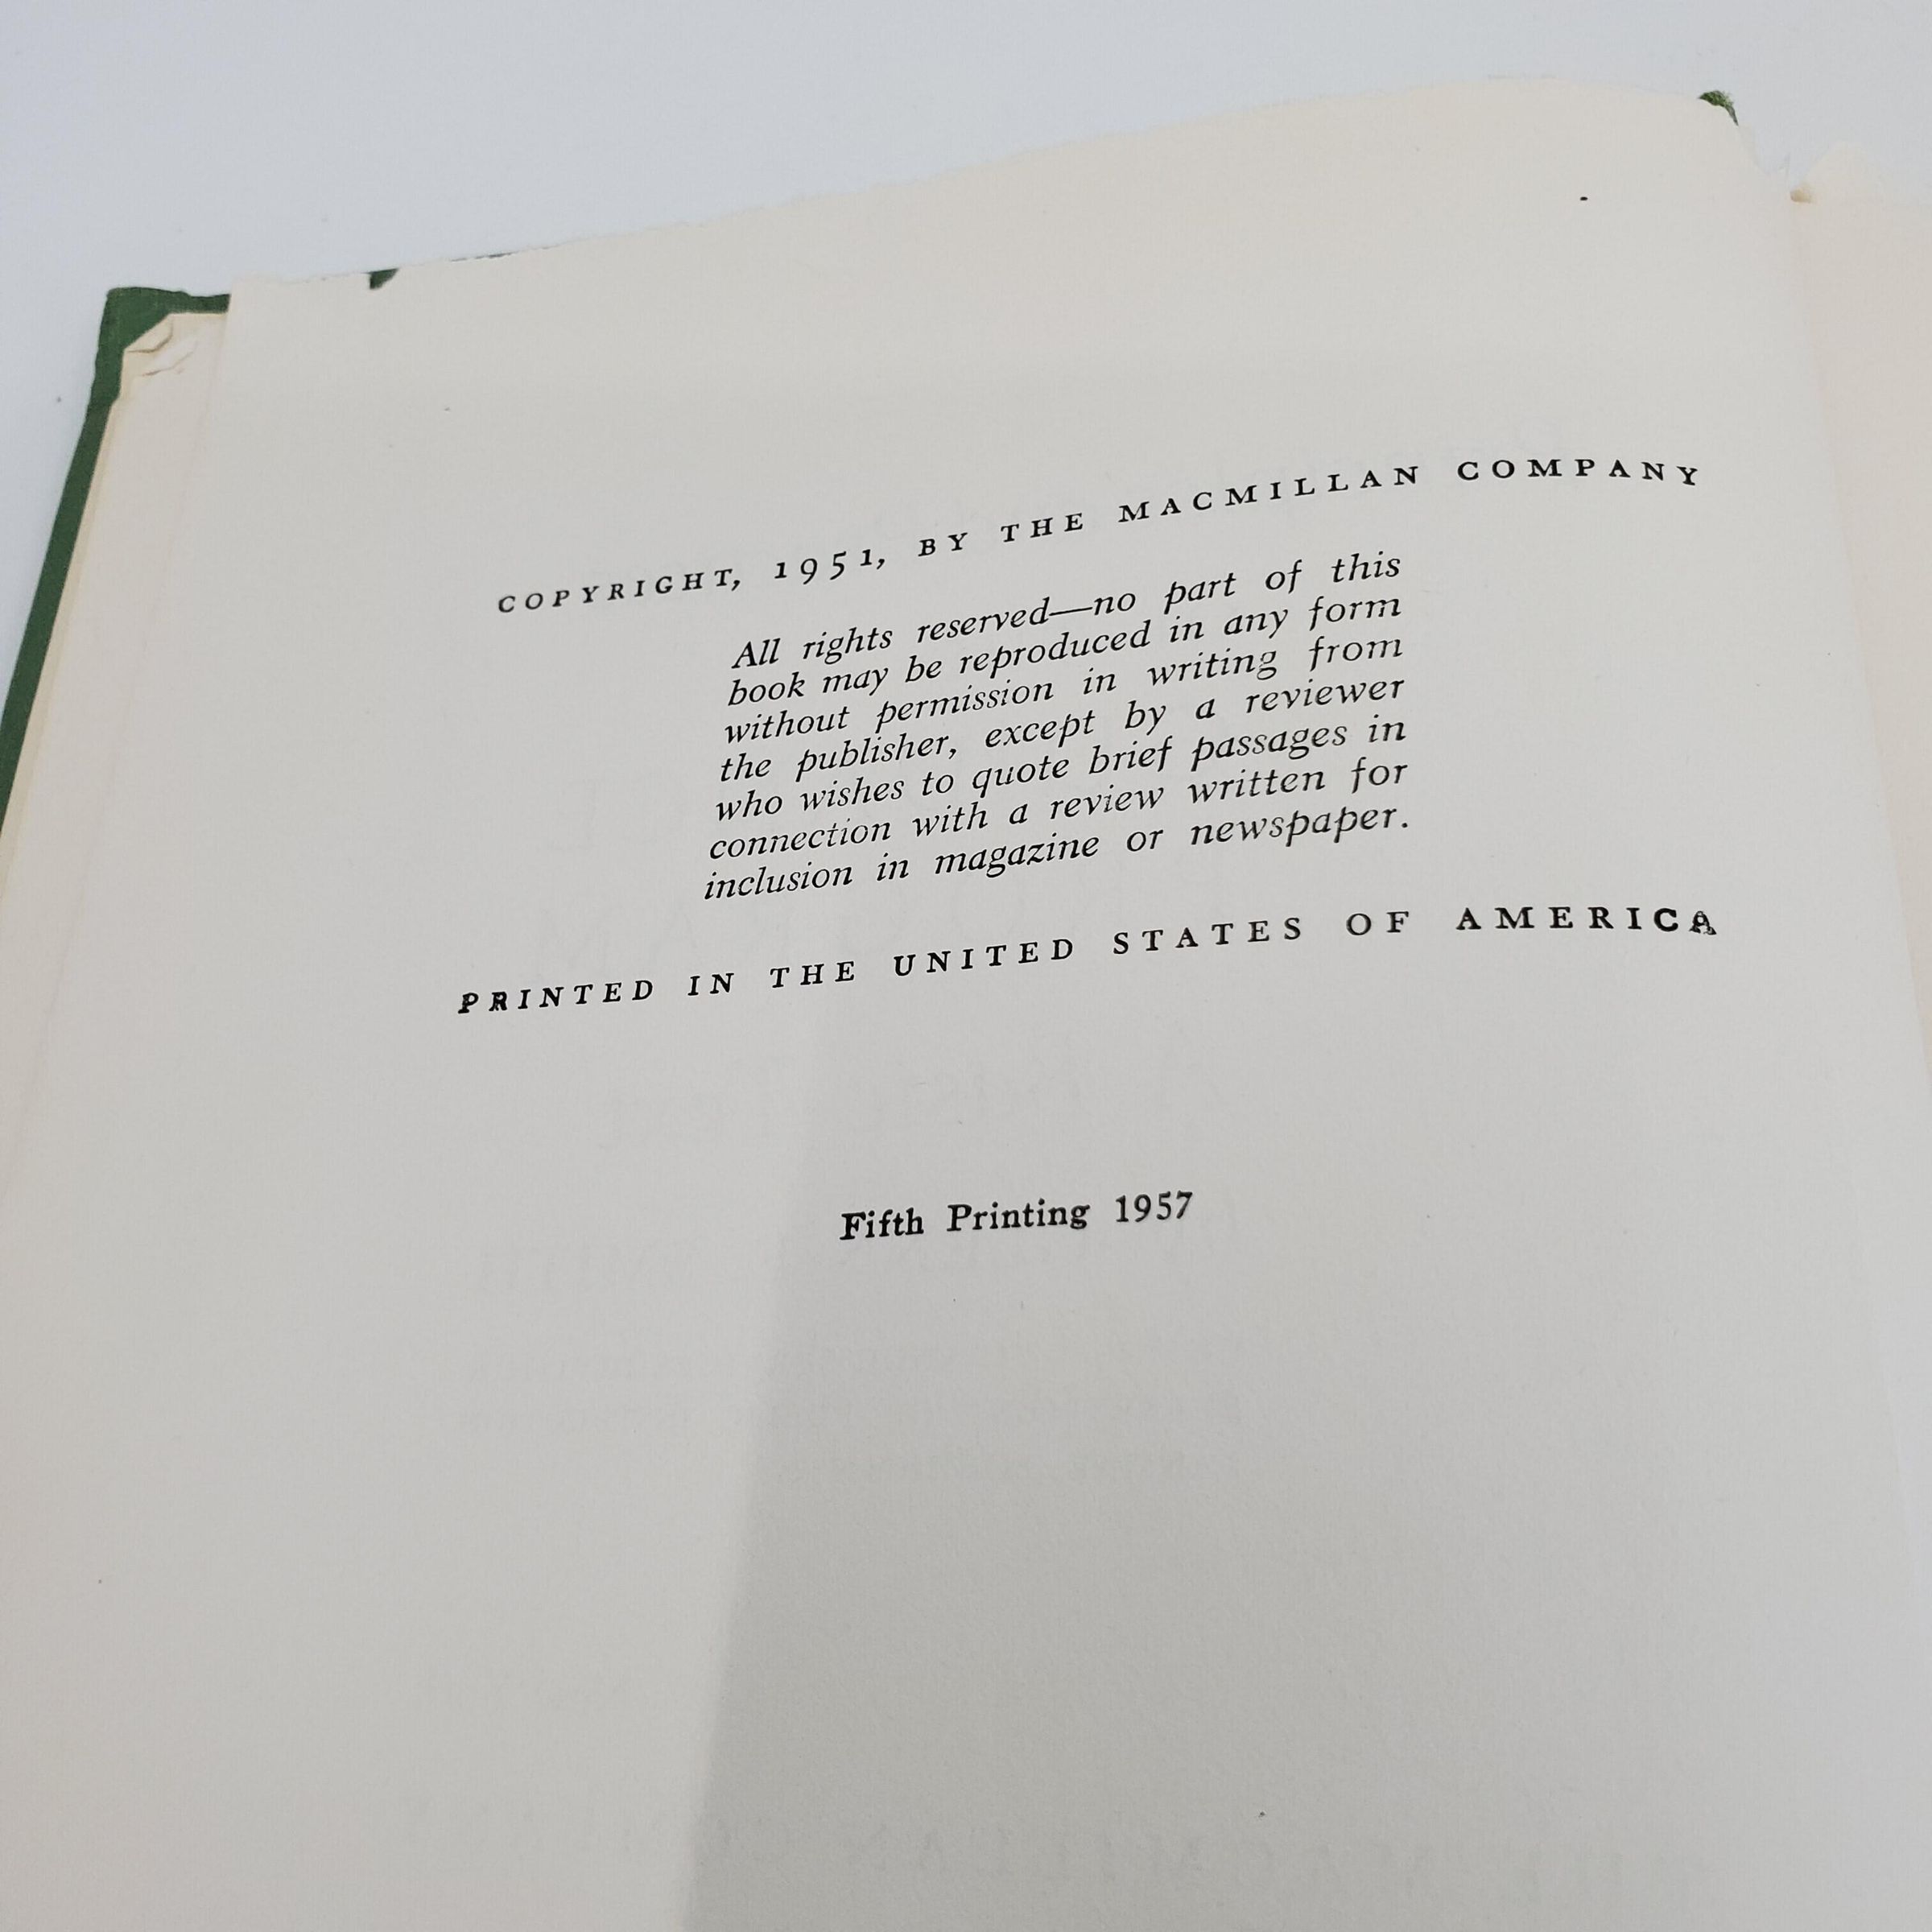 COPYRIGHT, 1951, BY THE MACMILLAN COMPANY
All rights reserved—no part of this
book may be reproduced in any form
without permission in writing from
the publisher, except by a reviewer
who wishes to quote brief passages in
connection with a review written for
inclusion in magazine or newspaper.
PRINTED IN THE UNITED STATES OF AMERICA
Fifth Printing 1957